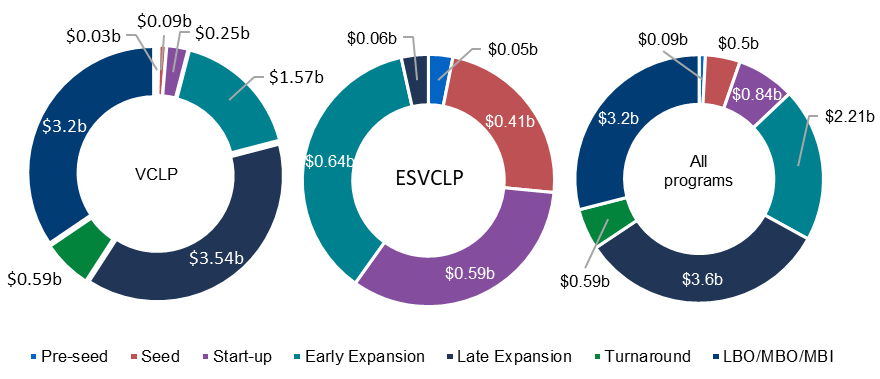 $0.03b
$0.09b
$0.25b
$1.57b
$3.54b
$0.59b
$3.2b
VCLP
$0.06b
$0.05b
$0.41b
$0.59b
$0.64b
ESVCLP
$0.09b
$0.5b
$0.84b
$2.21b
$3.6b
$0.59b
$3.2b
All
programs
Pre-seed Seed Start-up Early Expansion Late Expansion Turnaround LBO/MBO/MBI